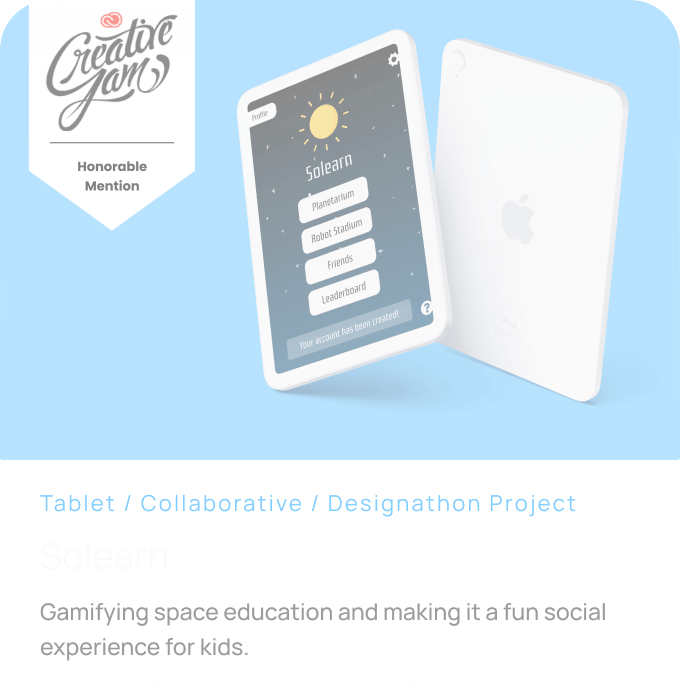 Creative
Jam
Honorable
Mention
Profile
Solearn
Planetarium
Robot Stadium
Friends
Leaderboard
Your account has been created!
?
iPad
Tablet / Collaborative / Designathon Project
Solearn
Gamifying space education and making it a fun social
experience for kids.